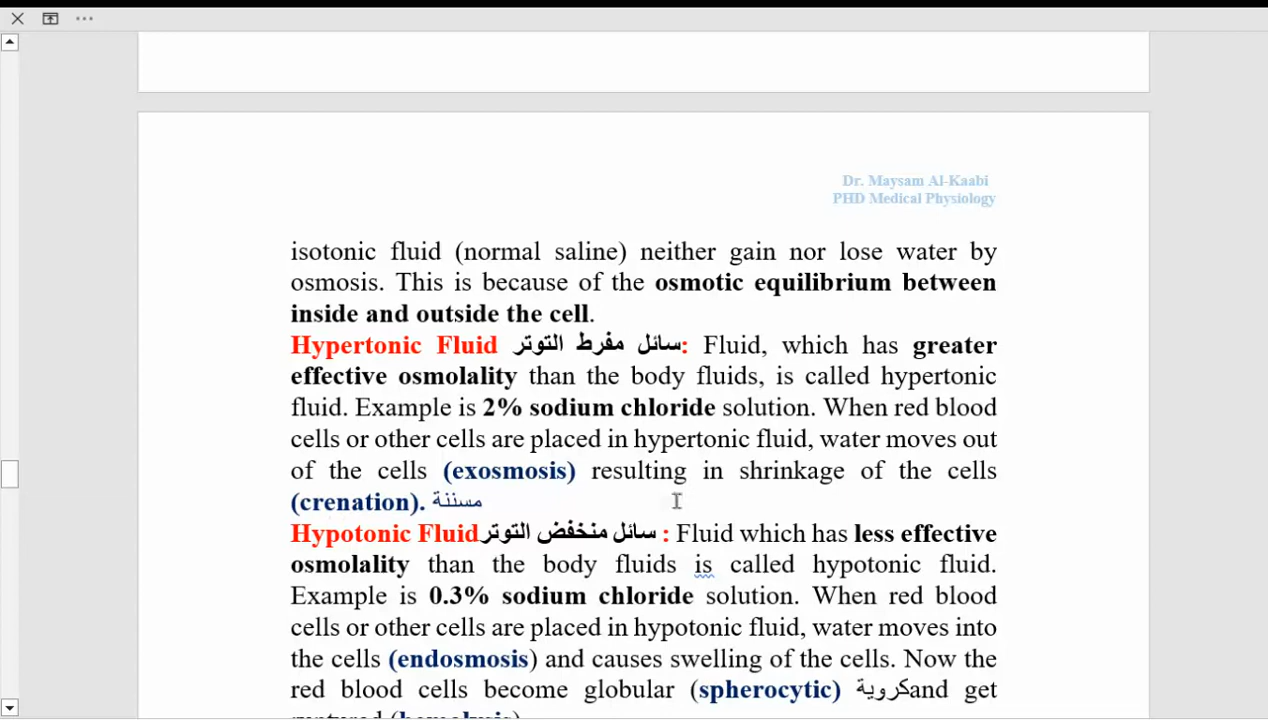 Dr. Maysam Al-Kaabi
PHD Medical Physiology
isotonic fluid (normal saline) neither gain nor lose water by
osmosis. This is because of the osmotic equilibrium between
inside and outside the cell.
Hypertonic Fluid سائل مفرط التوتر: Fluid, which has greater
effective osmolality than the body fluids, is called hypertonic
fluid. Example is 2% sodium chloride solution. When red blood
cells or other cells are placed in hypertonic fluid, water moves out
of the cells (exosmosis) resulting in shrinkage of the cells
(crenation). مسننة
Hypotonic Fluid سائل منخفض التوتر : Fluid which has less effective
osmolality than the body fluids is called hypotonic fluid.
Example is 0.3% sodium chloride solution. When red blood
cells or other cells are placed in hypotonic fluid, water moves into
the cells (endosmosis) and causes swelling of the cells. Now the
red blood cells become globular (spherocytic) كروية and get
ruptured (hemolysis).